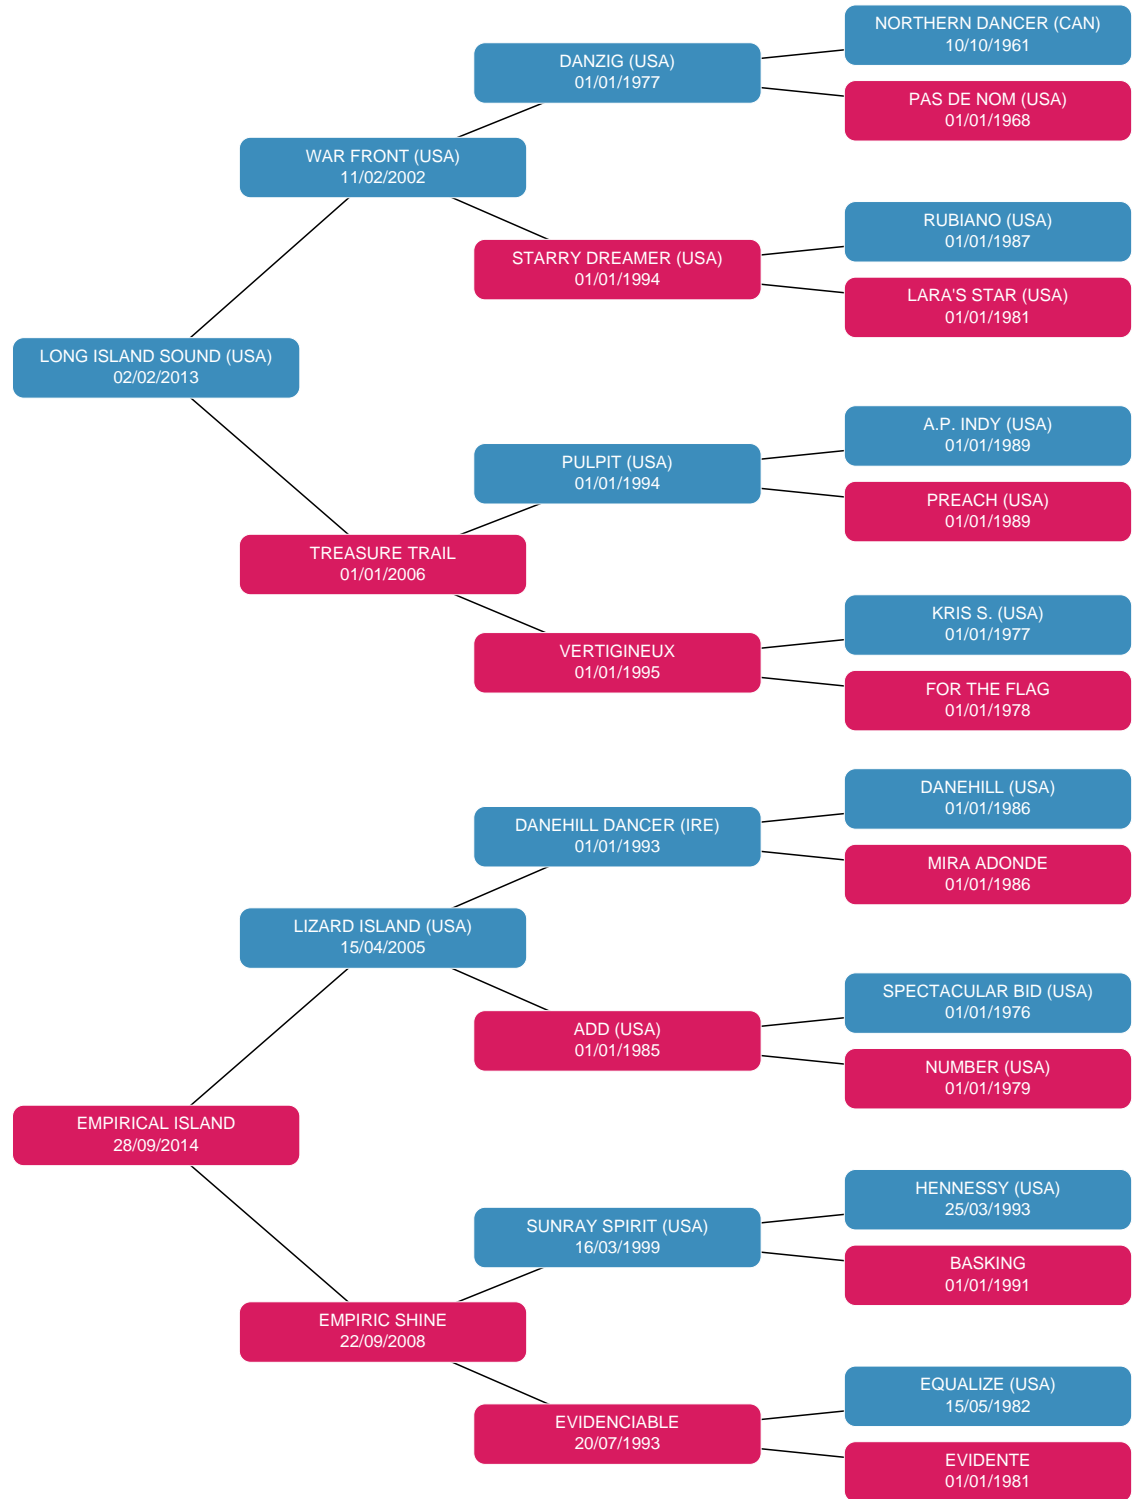 NORTHERN DANCER (CAN)
10/10/1961
DANZIG (USA)
01/01/1977
PAS DE NOM (USA)
01/01/1968
WAR FRONT (USA)
11/02/2002
RUBIANO (USA)
01/01/1987
STARRY DREAMER (USA)
01/01/1994
LARA'S STAR (USA)
01/01/1981
LONG ISLAND SOUND (USA)
02/02/2013
A.P. INDY (USA)
01/01/1989
PULPIT (USA)
01/01/1994
PREACH (USA)
01/01/1989
TREASURE TRAIL
01/01/2006
KRIS S. (USA)
01/01/1977
VERTIGINEUX
01/01/1995
FOR THE FLAG
01/01/1978
DANEHILL (USA)
01/01/1986
DANEHILL DANCER (IRE)
01/01/1993
MIRA ADONDE
01/01/1986
LIZARD ISLAND (USA)
15/04/2005
SPECTACULAR BID (USA)
01/01/1976
ADD (USA)
01/01/1985
NUMBER (USA)
01/01/1979
EMPIRICAL ISLAND
28/09/2014
HENNESSY (USA)
25/03/1993
SUNRAY SPIRIT (USA)
16/03/1999
BASKING
01/01/1991
EMPIRIC SHINE
22/09/2008
EQUALIZE (USA)
15/05/1982
EVIDENCIABLE
20/07/1993
EVIDENTE
01/01/1981